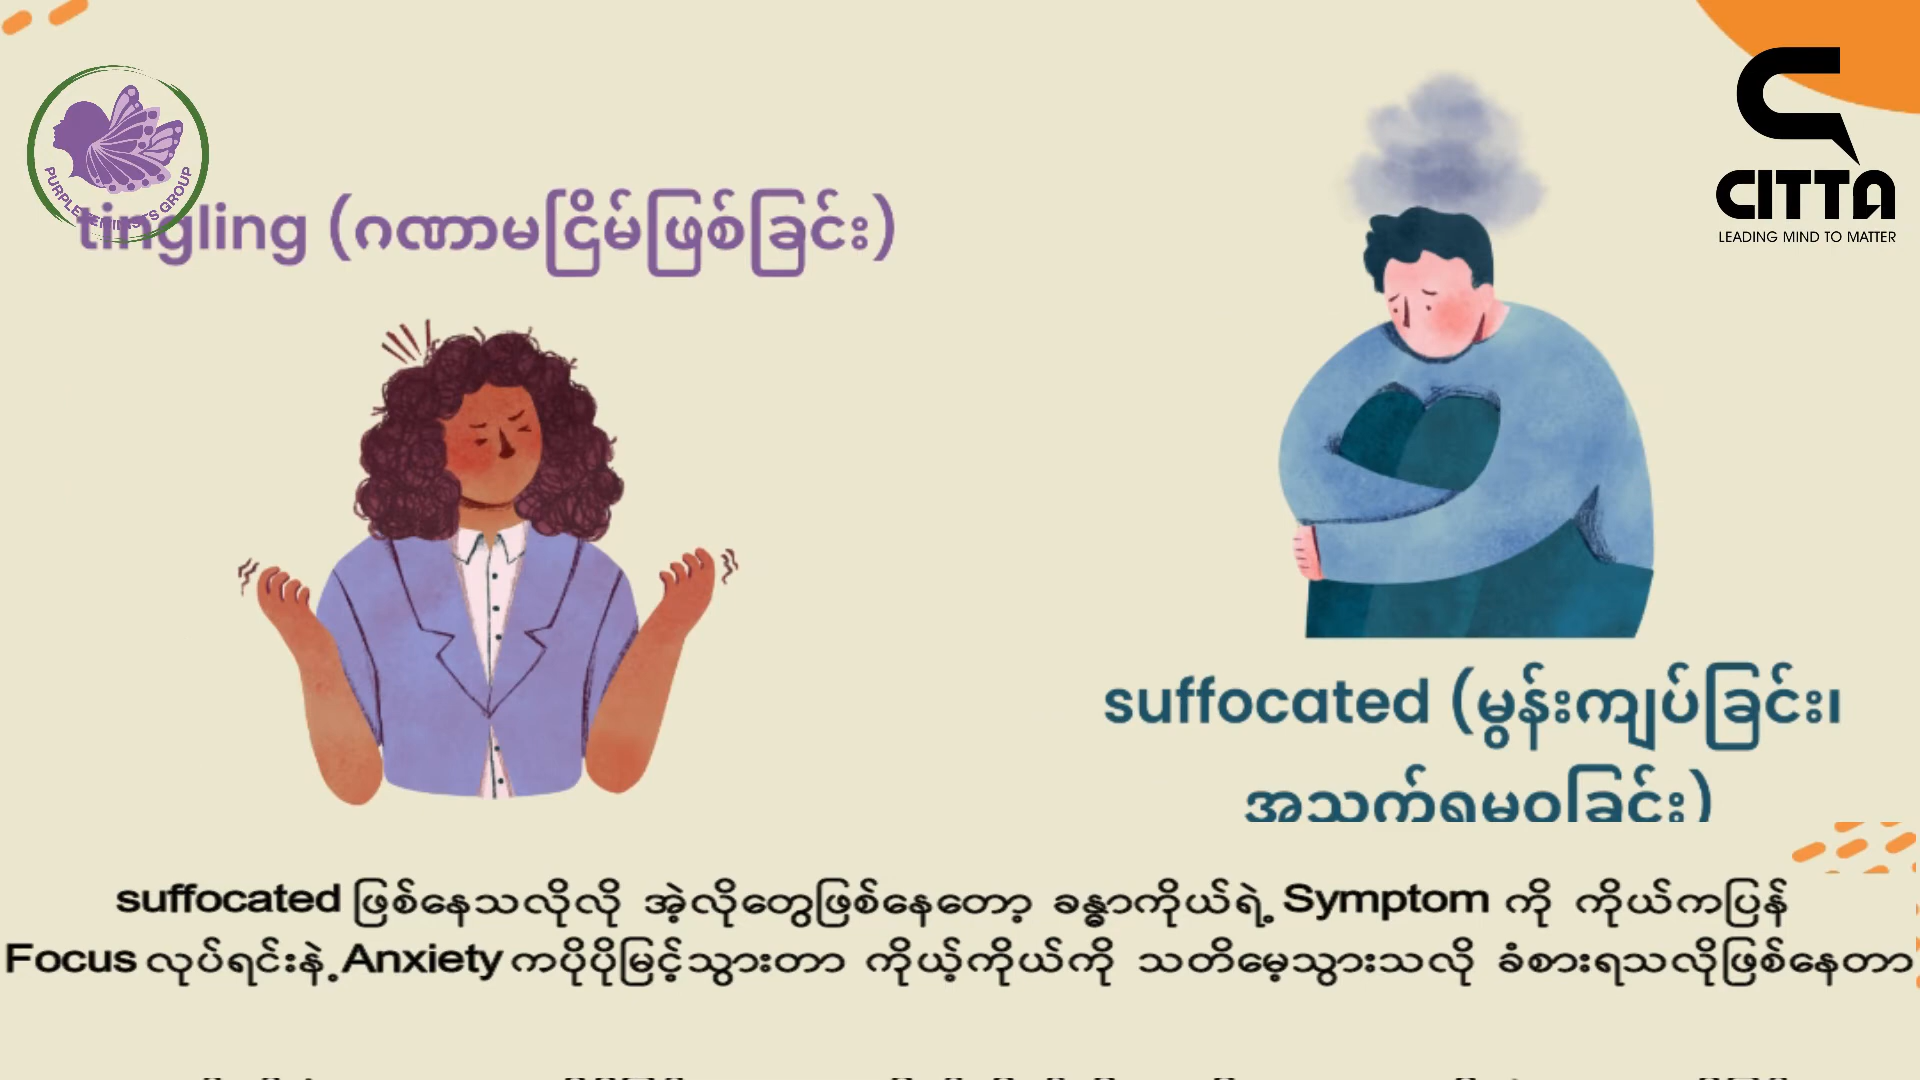 PURPLE FEMINISTS GROUP
CITTA
LEADING MIND TO MATTER
tingling (ဂဏာမငြိမ်ဖြစ်ခြင်း)
suffocated (မွန်းကျပ်ခြင်း၊
အသက်ရှုမဝခြင်း)
suffocated ဖြစ်နေသလိုလို အဲ့လိုတွေဖြစ်နေတော့ ခန္ဓာကိုယ်ရဲ့ Symptom ကို ကိုယ်ကပြန်
Focus လုပ်ရင်းနဲ့ Anxiety ကပိုပိုမြင့်သွားတာ ကိုယ့်ကိုယ်ကို သတိမေ့သွားသလို ခံစားရသလိုဖြစ်နေတာ